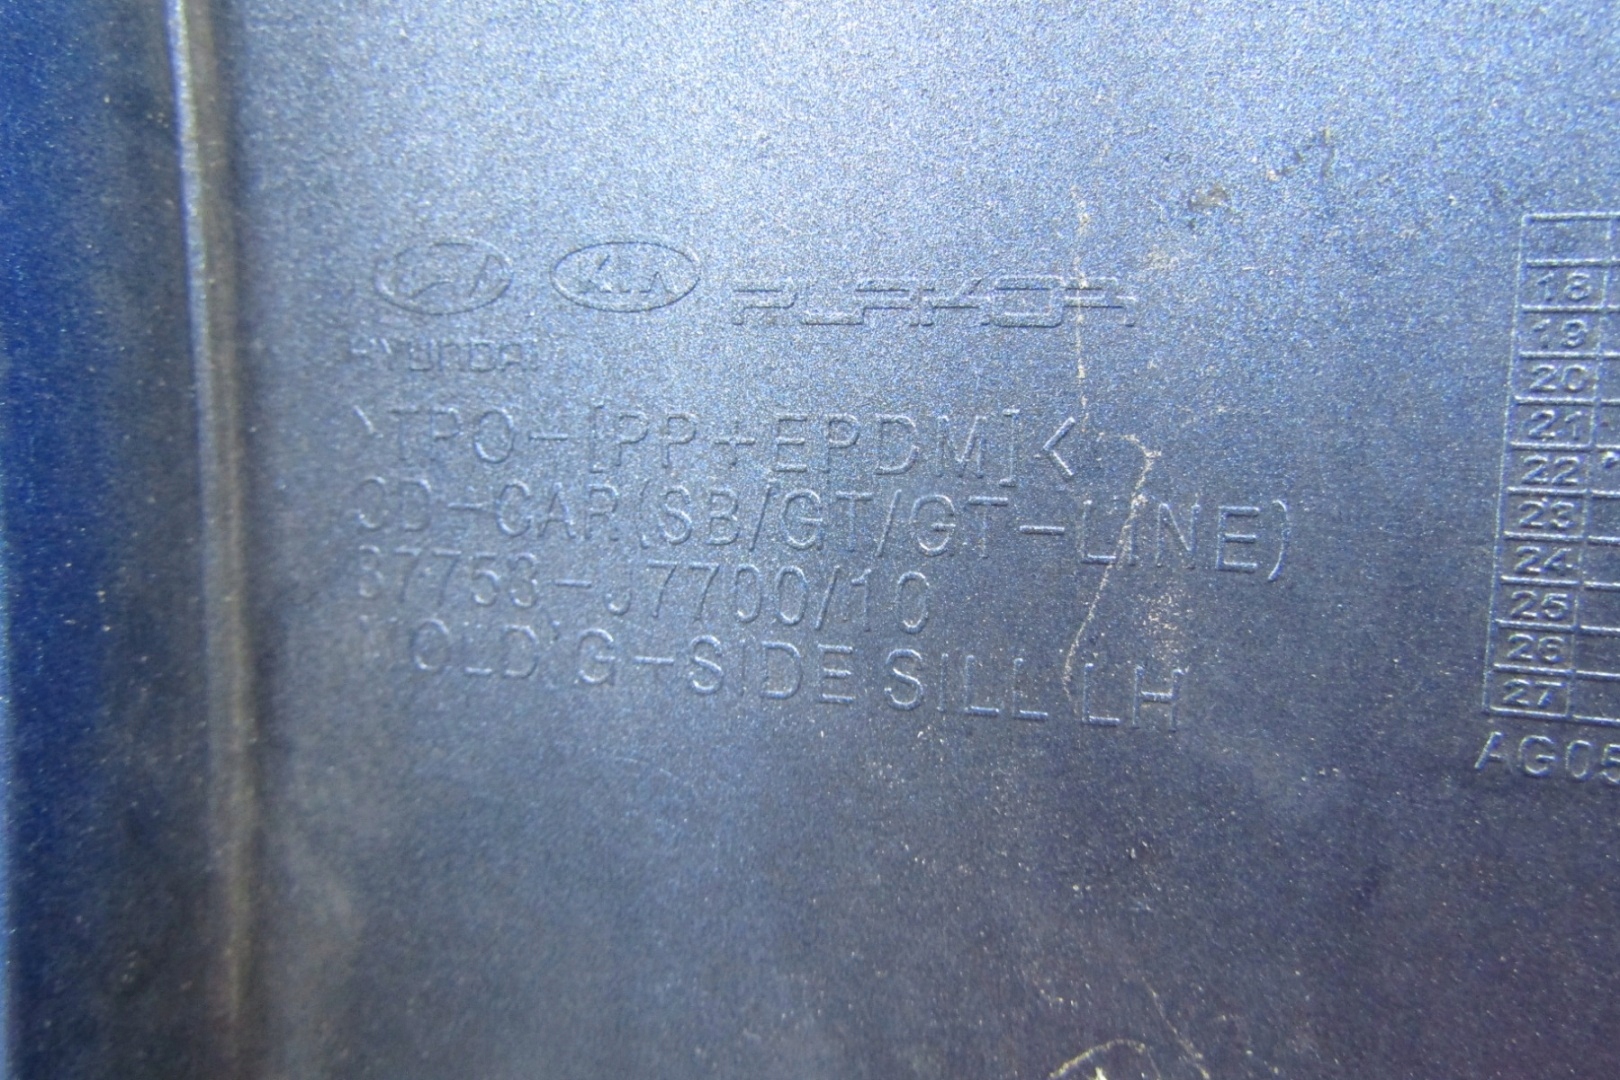 KIA PLAKOR
HYUNDAI
>TPO-[PP+EPDM]<
CD-CAR(SB/GT/GT-LINE)
87753-J7700/10
MOLD'G-SIDE SILL LH
18
19
20
21
22
23
24
25
26
27
AG05